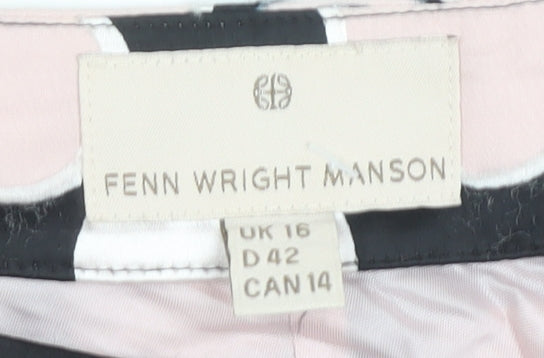 FENN WRIGHT MANSON
UK 16
D 42
CAN 14